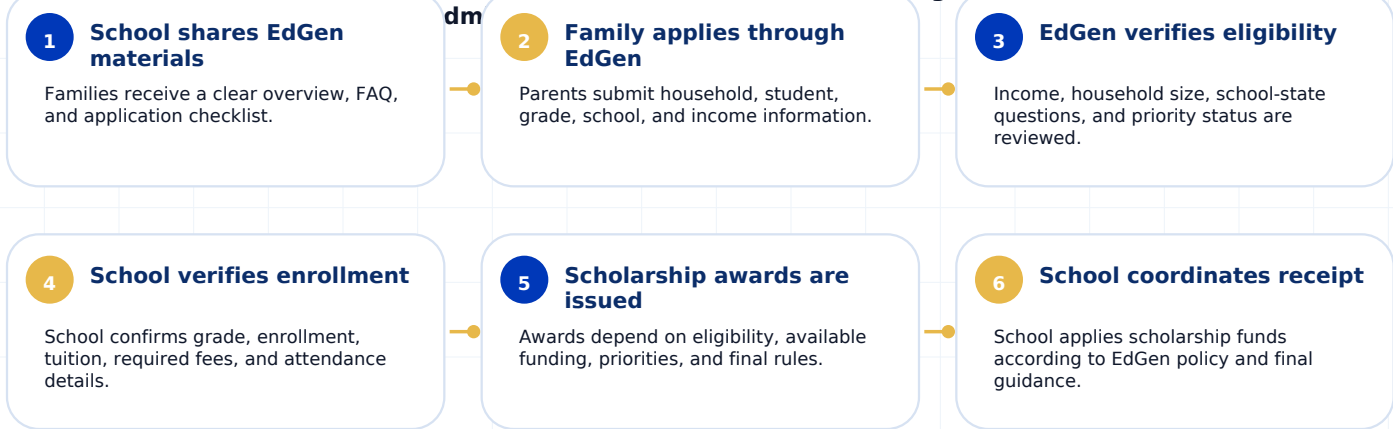 1
School shares EdGen
materials
Families receive a clear overview, FAQ,
and application checklist.
2
Family applies through
EdGen
Parents submit household, student,
grade, school, and income information.
3
EdGen verifies eligibility
Income, household size, school-state
questions, and priority status are
reviewed.
4
School verifies enrollment
School confirms grade, enrollment,
tuition, required fees, and attendance
details.
5
Scholarship awards are
issued
Awards depend on eligibility, available
funding, priorities, and final rules.
6
School coordinates receipt
School applies scholarship funds
according to EdGen policy and final
guidance.